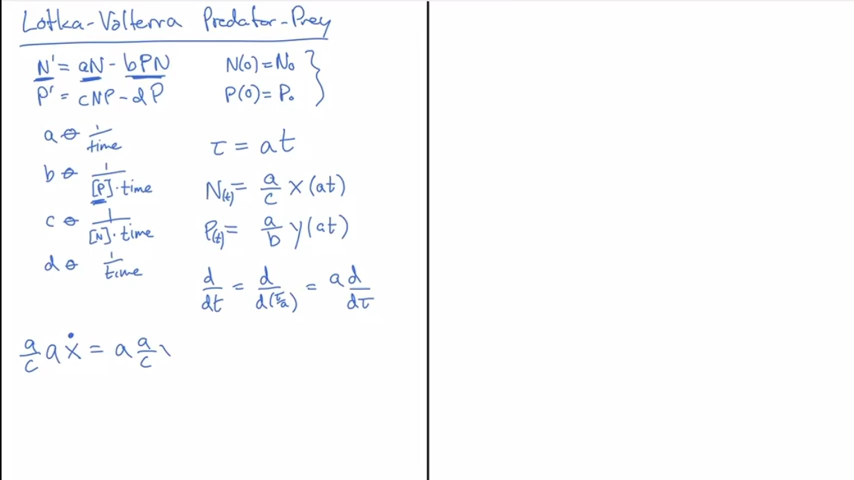 Lotka-Volterra Predator-Prey
N' = aN - bPN N(0) = N₀
P' = cNP - dP P(0) = P₀
a ⊖ 1/time
τ = at
b ⊖ 1/([P]·time)
N(t) = a/c x(at)
c ⊖ 1/([N]·time)
P(t) = a/b y(at)
d ⊖ 1/time
d/dt = d/d(τ/a) = a d/dτ
a/c a ẋ = a a/c